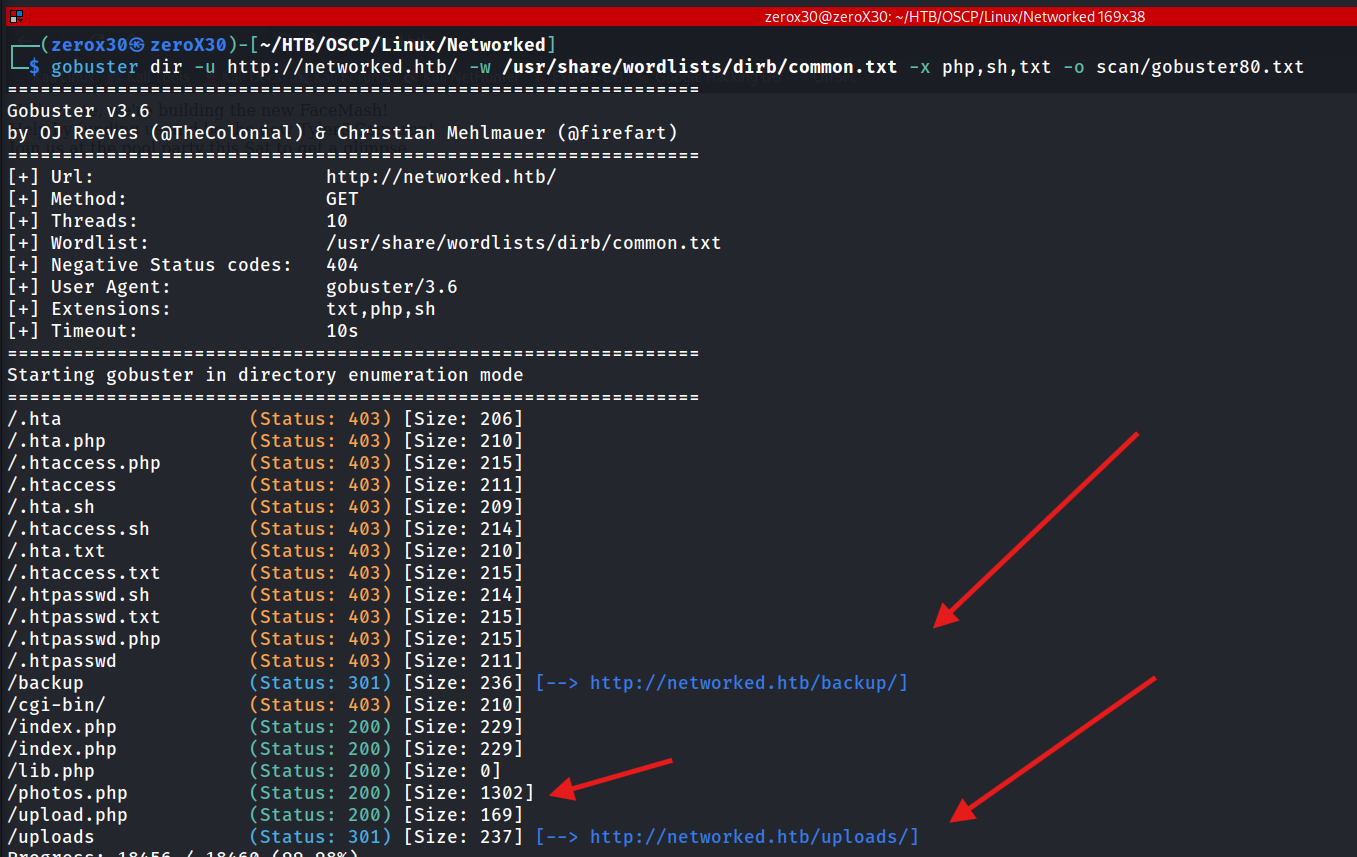 zerox30@zeroX30: ~/HTB/OSCP/Linux/Networked 169x38
┌──(zerox30㉿zeroX30)-[~/HTB/OSCP/Linux/Networked]
└─$ gobuster dir -u http://networked.htb/ -w /usr/share/wordlists/dirb/common.txt -x php,sh,txt -o scan/gobuster80.txt
===============================================================
building the new FaceMash!
Gobuster v3.6
by OJ Reeves (@TheColonial) & Christian Mehlmauer (@firefart)
===============================================================
[+] Url:                     http://networked.htb/
[+] Method:                  GET
[+] Threads:                 10
[+] Wordlist:                /usr/share/wordlists/dirb/common.txt
[+] Negative Status codes:   404
[+] User Agent:              gobuster/3.6
[+] Extensions:              txt,php,sh
[+] Timeout:                 10s
===============================================================
Starting gobuster in directory enumeration mode
===============================================================
/.hta                 (Status: 403) [Size: 206]
/.hta.php             (Status: 403) [Size: 210]
/.htaccess.php        (Status: 403) [Size: 215]
/.htaccess            (Status: 403) [Size: 211]
/.hta.sh              (Status: 403) [Size: 209]
/.htaccess.sh         (Status: 403) [Size: 214]
/.hta.txt             (Status: 403) [Size: 210]
/.htaccess.txt        (Status: 403) [Size: 215]
/.htpasswd.sh         (Status: 403) [Size: 214]
/.htpasswd.txt        (Status: 403) [Size: 215]
/.htpasswd.php        (Status: 403) [Size: 215]
/.htpasswd            (Status: 403) [Size: 211]
/backup               (Status: 301) [Size: 236] [--> http://networked.htb/backup/]
/cgi-bin/             (Status: 403) [Size: 210]
/index.php            (Status: 200) [Size: 229]
/index.php            (Status: 200) [Size: 229]
/lib.php              (Status: 200) [Size: 0]
/photos.php           (Status: 200) [Size: 1302]
/upload.php           (Status: 200) [Size: 169]
/uploads              (Status: 301) [Size: 237] [--> http://networked.htb/uploads/]
Progress: 18456 / 18460 (99.98%)